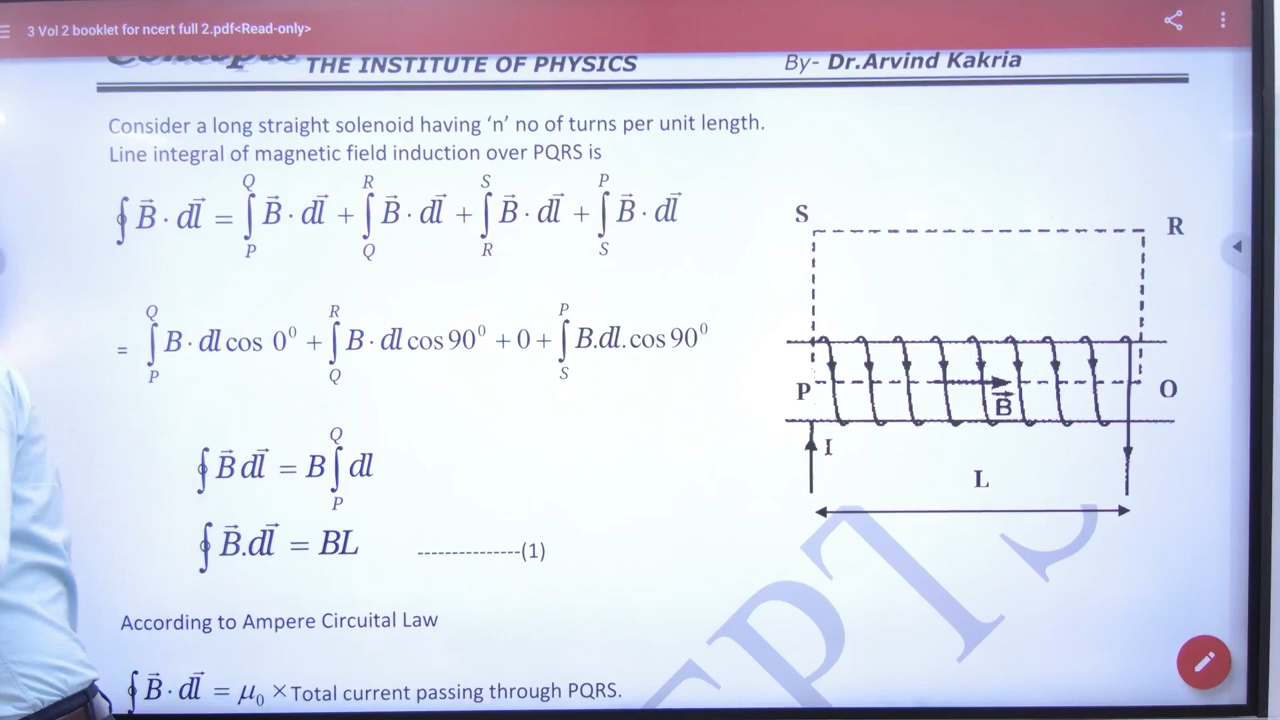 3 Vol 2 booklet for ncert full 2.pdf<Read-only>
Concepts THE INSTITUTE OF PHYSICS By- Dr.Arvind Kakria
Consider a long straight solenoid having ‘n’ no of turns per unit length.
Line integral of magnetic field induction over PQRS is
∮ B⃗ · dl⃗ = ∫_P^Q B⃗ · dl⃗ + ∫_Q^R B⃗ · dl⃗ + ∫_R^S B⃗ · dl⃗ + ∫_S^P B⃗ · dl⃗
= ∫_P^Q B · dl cos 0⁰ + ∫_Q^R B · dl cos 90⁰ + 0 + ∫_S^P B.dl. cos 90⁰
∮ B⃗ dl⃗ = B ∫_P^Q dl
∮ B⃗.dl⃗ = BL ---------------(1)
According to Ampere Circuital Law
∮ B⃗ · dl⃗ = μ₀ × Total current passing through PQRS.
S R
P O
B⃗
I
L